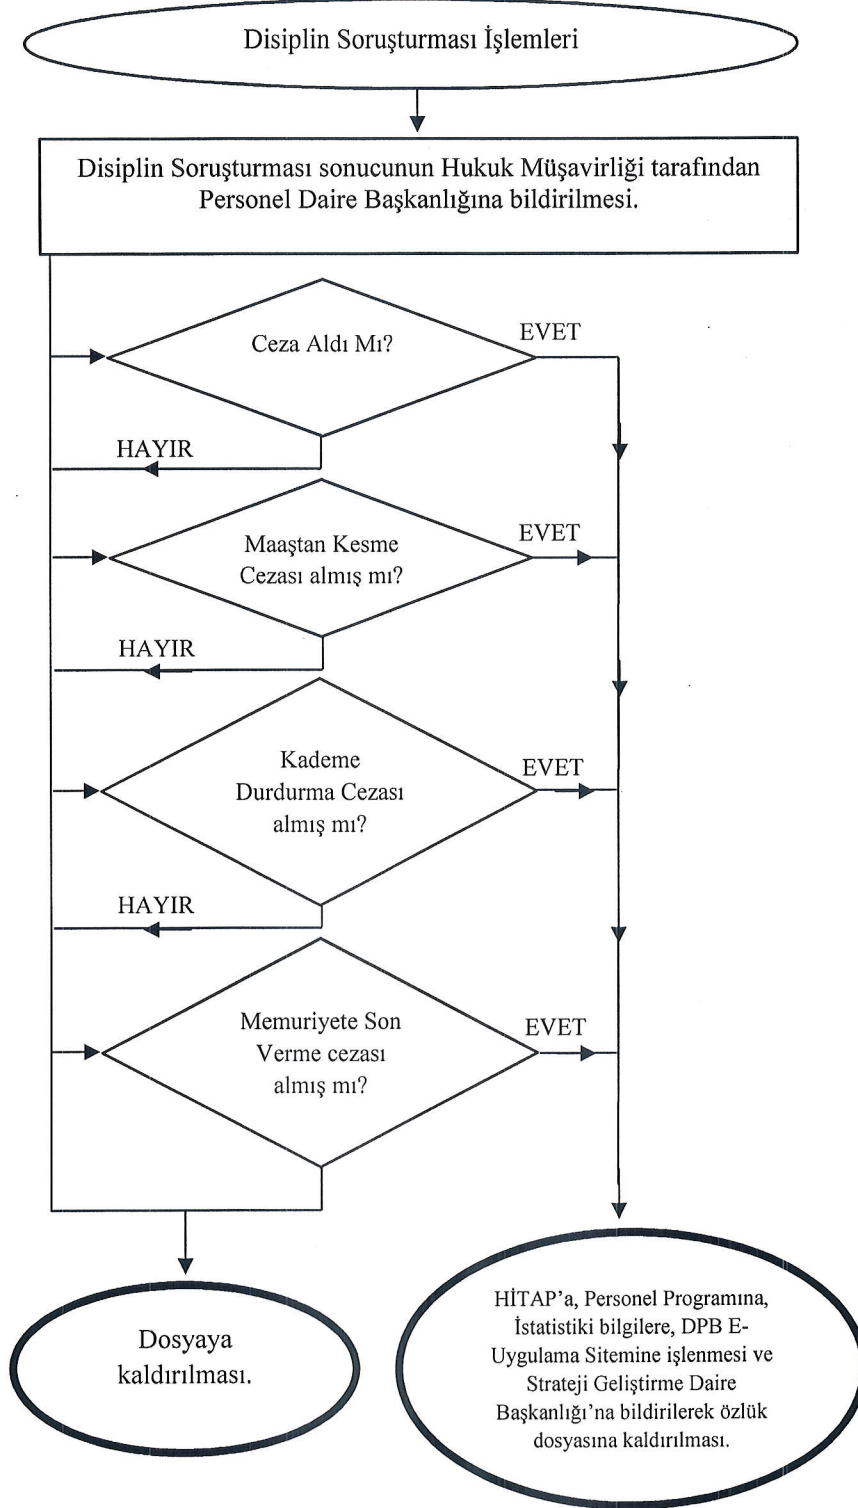 Disiplin Soruşturması İşlemleri
Disiplin Soruşturması sonucunun Hukuk Müşavirliği tarafından
Personel Daire Başkanlığına bildirilmesi.
Ceza Aldı Mı?
EVET
HAYIR
Maaştan Kesme
Cezası almış mı?
EVET
HAYIR
Kademe
Durdurma Cezası
almış mı?
EVET
HAYIR
Memuriyete Son
Verme cezası
almış mı?
EVET
Dosyaya
kaldırılması.
HİTAP’a, Personel Programına,
İstatistiki bilgilere, DPB E-
Uygulama Sitemine işlenmesi ve
Strateji Geliştirme Daire
Başkanlığı’na bildirilerek özlük
dosyasına kaldırılması.